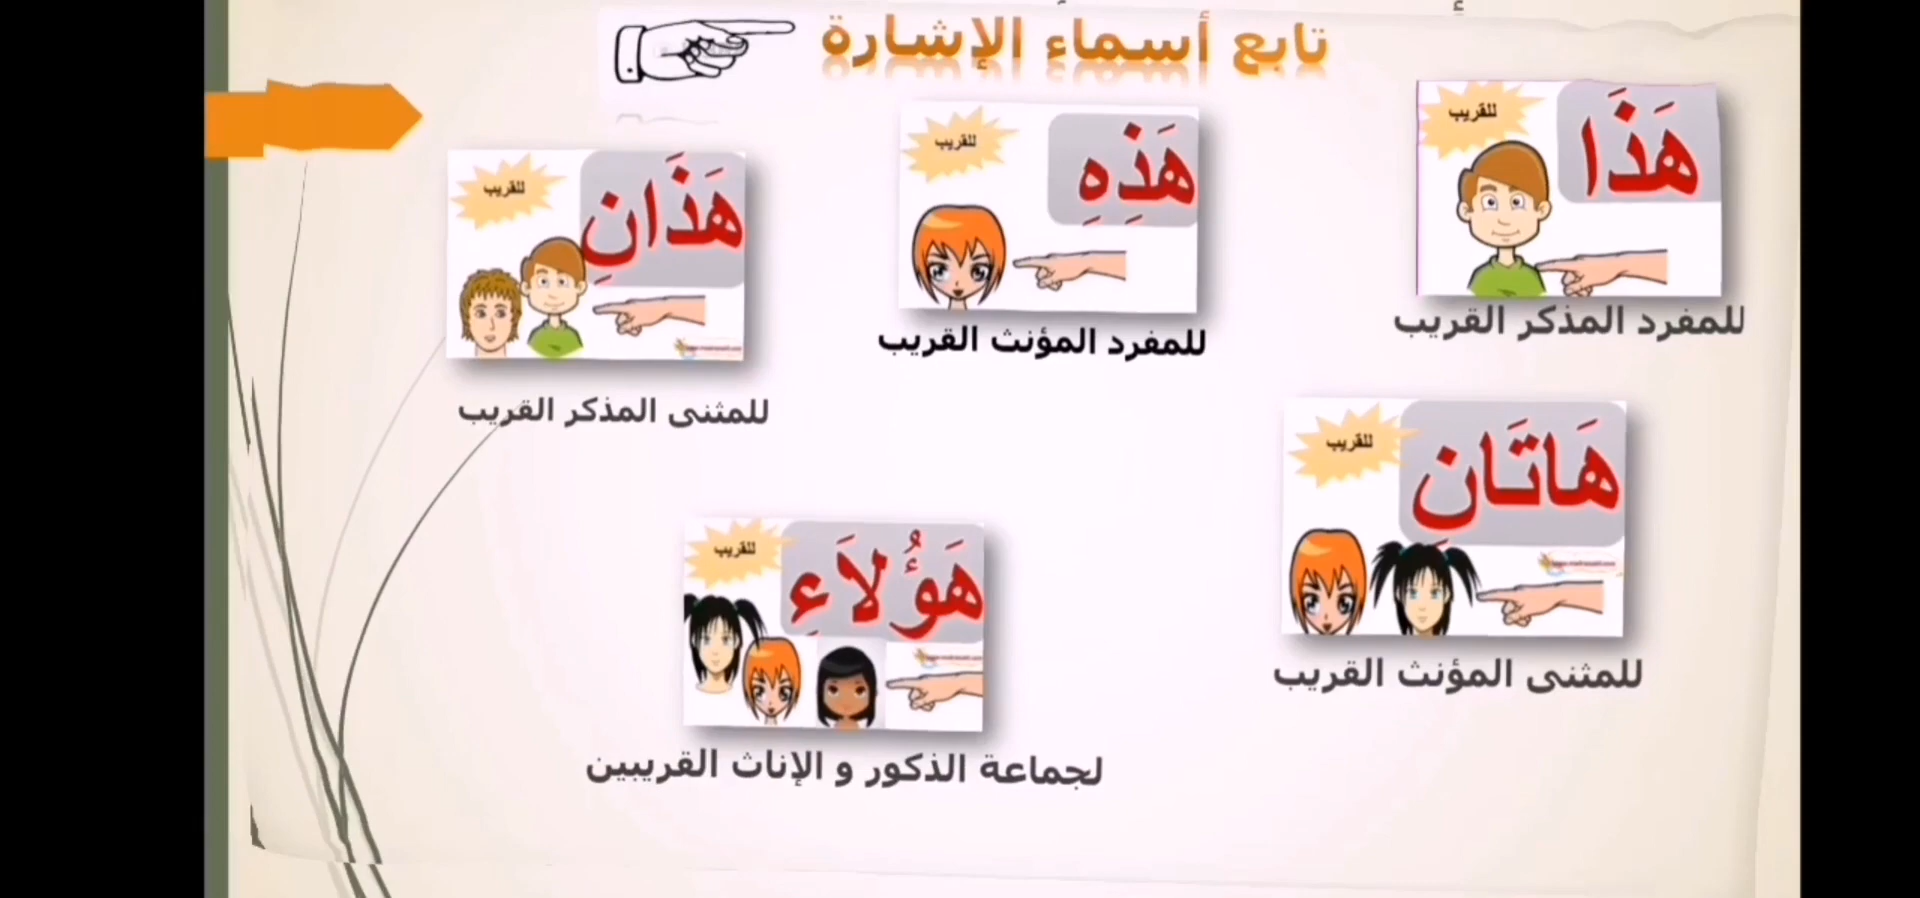 تابع أسماء الإشارة
للقريب
هَذَا
للمفرد المذكر القريب
للقريب
هَذِهِ
للمفرد المؤنث القريب
للقريب
هَذَانِ
للمثنى المذكر القريب
للقريب
هَاتَانِ
للمثنى المؤنث القريب
للقريب
هَؤُلاَءِ
لجماعة الذكور و الإناث القريبين